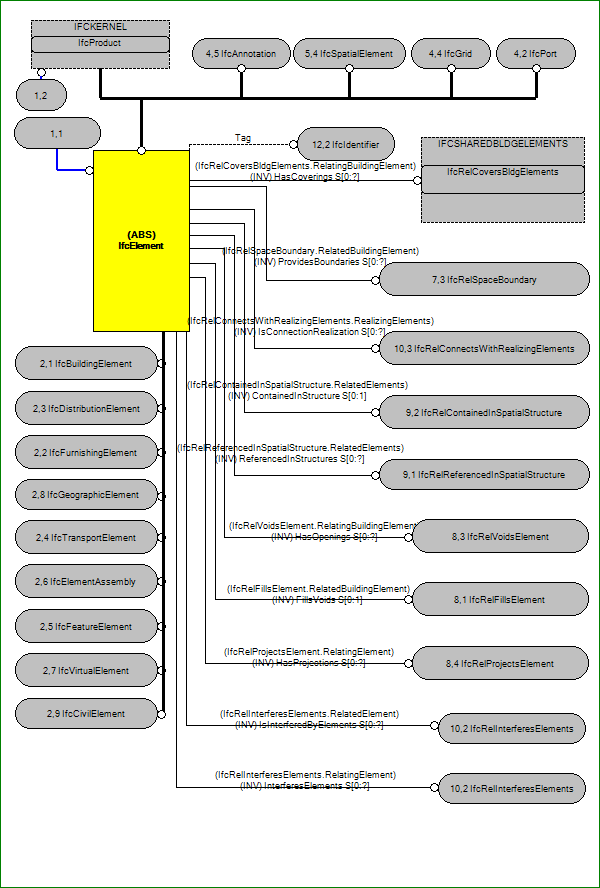 IFCKERNEL
IfcProduct
4,5 IfcAnnotation
5,4 IfcSpatialElement
4,4 IfcGrid
4,2 IfcPort
1,2
1,1
Tag
12,2 IfcIdentifier
IFCSHAREDBLDGELEMENTS
IfcRelCoversBldgElements
(IfcRelCoversBldgElements.RelatingBuildingElement)
(INV) HasCoverings S[0:?]
(ABS)
IfcElement
(IfcRelSpaceBoundary.RelatedBuildingElement)
(INV) ProvidesBoundaries S[0:?]
7,3 IfcRelSpaceBoundary
(IfcRelConnectsWithRealizingElements.RealizingElements)
(INV) IsConnectionRealization S[0:?]
10,3 IfcRelConnectsWithRealizingElements
2,1 IfcBuildingElement
(IfcRelContainedInSpatialStructure.RelatedElements)
(INV) ContainedInStructure S[0:1]
9,2 IfcRelContainedInSpatialStructure
2,3 IfcDistributionElement
2,2 IfcFurnishingElement
(IfcRelReferencedInSpatialStructure.RelatedElements)
(INV) ReferencedInStructures S[0:?]
9,1 IfcRelReferencedInSpatialStructure
2,8 IfcGeographicElement
(IfcRelVoidsElement.RelatingBuildingElement
(INV) HasOpenings S[0:?]
8,3 IfcRelVoidsElement
2,4 IfcTransportElement
2,6 IfcElementAssembly
(IfcRelFillsElement.RelatedBuildingElement)
(INV) FillsVoids S[0:1]
8,1 IfcRelFillsElement
2,5 IfcFeatureElement
(IfcRelProjectsElement.RelatingElement)
(INV) HasProjections S[0:?]
8,4 IfcRelProjectsElement
2,7 IfcVirtualElement
2,9 IfcCivilElement
(IfcRelInterferesElements.RelatedElement)
(INV) IsInterferedByElements S[0:?]
10,2 IfcRelInterferesElements
(IfcRelInterferesElements.RelatingElement)
(INV) InterferesElements S[0:?]
10,2 IfcRelInterferesElements